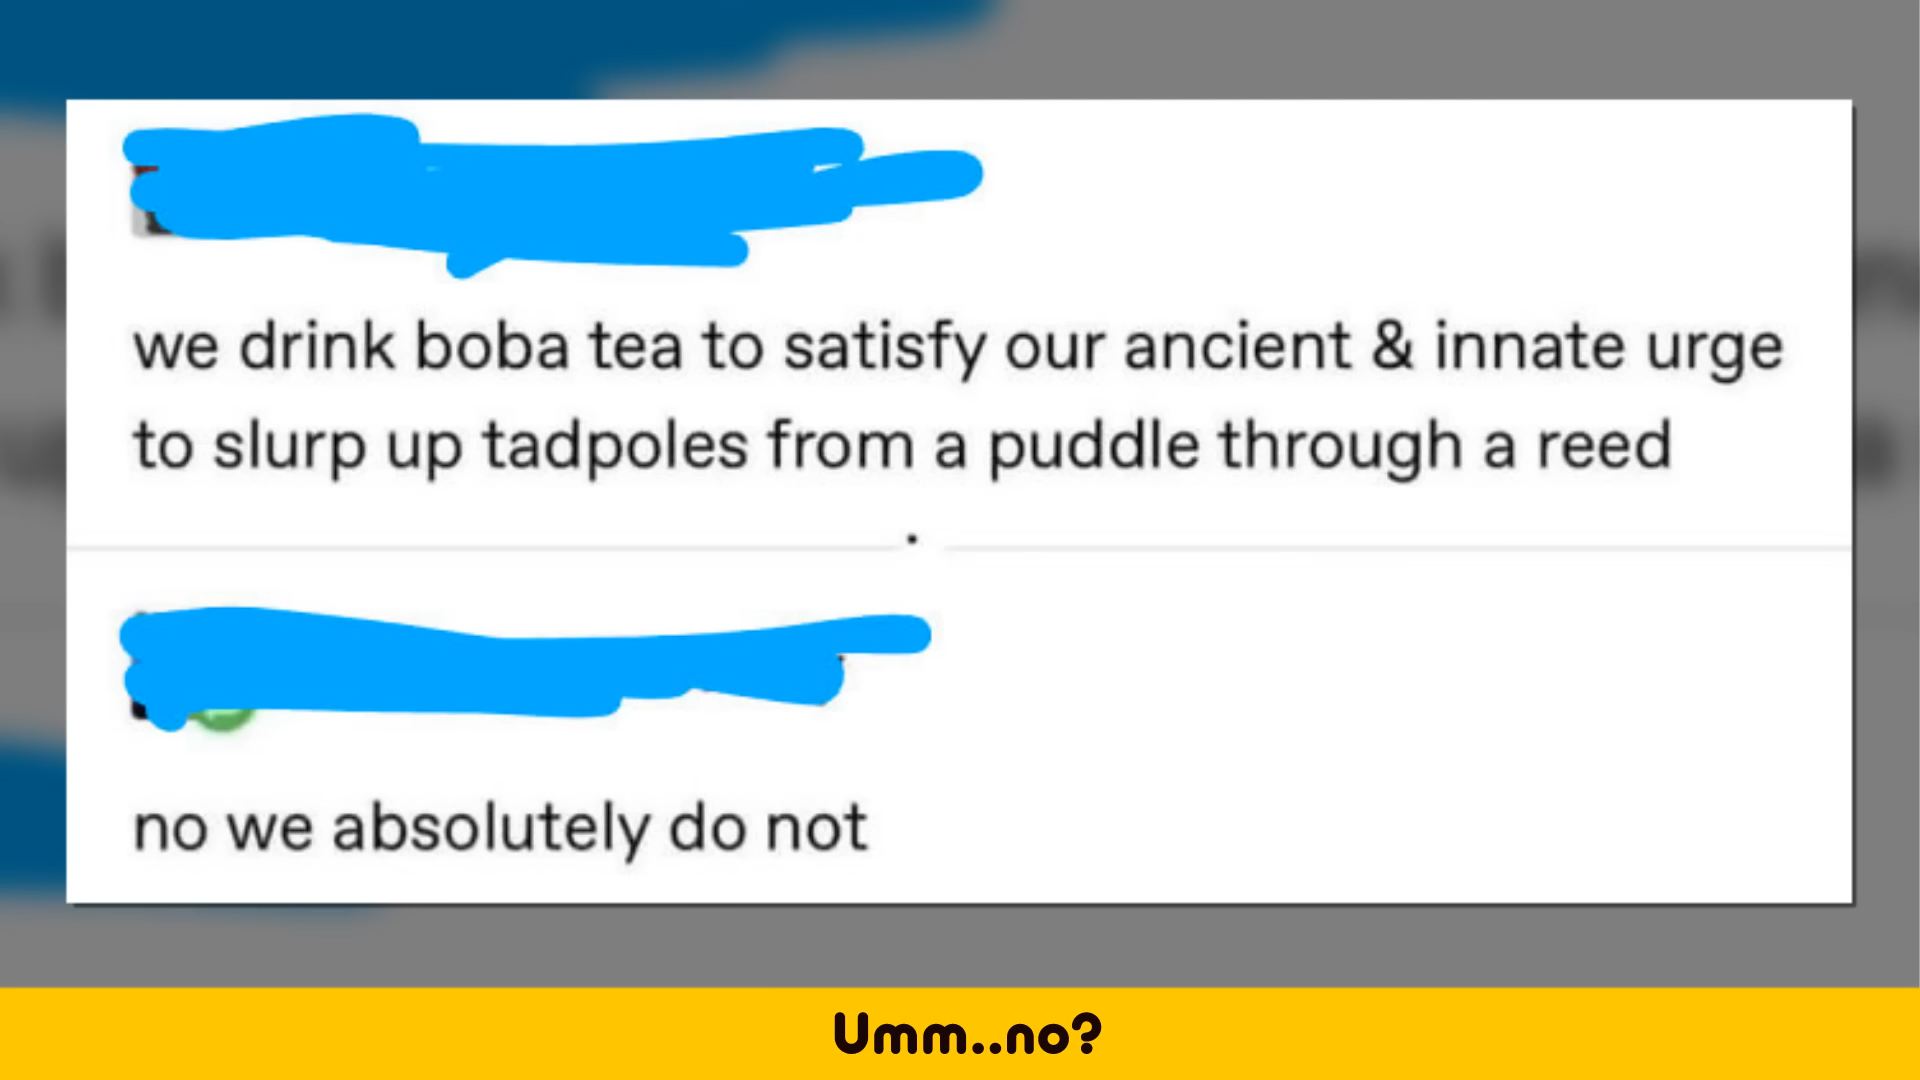 we drink boba tea to satisfy our ancient & innate urge
to slurp up tadpoles from a puddle through a reed
no we absolutely do not
Umm..no?